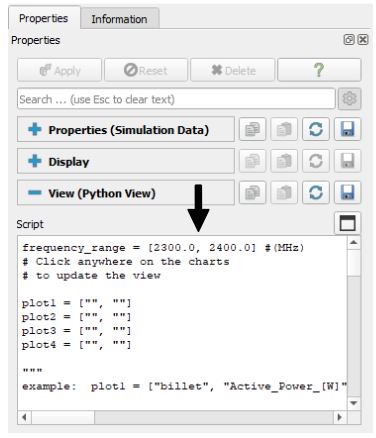 Properties Information
Properties
Apply Reset Delete ?
Search ... (use Esc to clear text)
Properties (Simulation Data)
Display
View (Python View)
Script
frequency_range = [2300.0, 2400.0] #(MHz)
# Click anywhere on the charts
# to update the view
plot1 = ["", ""]
plot2 = ["", ""]
plot3 = ["", ""]
plot4 = ["", ""]
"""
example:  plot1 = ["billet", "Active_Power_[W]"